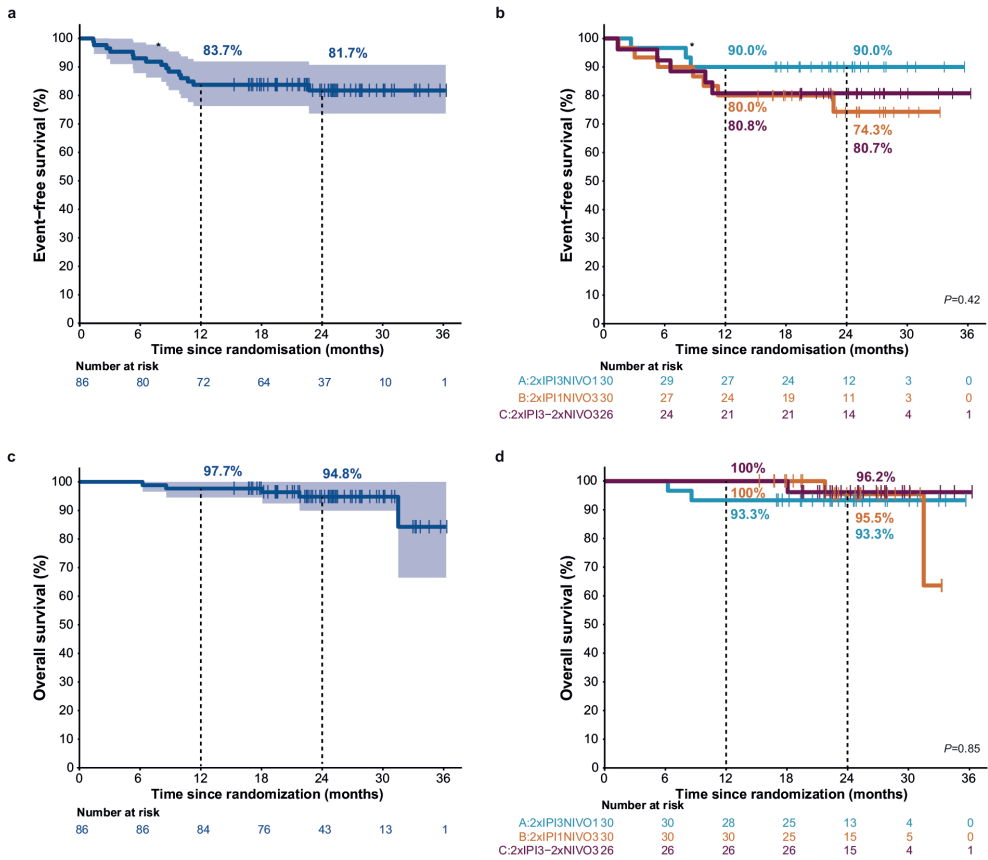 a
Event–free survival (%)
100
90
80
70
60
50
40
30
20
10
0
*
83.7%
81.7%
0 6 12 18 24 30 36
Time since randomisation (months)
Number at risk
86 80 72 64 37 10 1
b
Event–free survival (%)
100
90
80
70
60
50
40
30
20
10
0
*
90.0%
90.0%
80.0%
80.8%
74.3%
80.7%
P=0.42
0 6 12 18 24 30 36
Time since randomisation (months)
Number at risk
A:2xIPI3NIVO1 30 29 27 24 12 3 0
B:2xIPI1NIVO3 30 27 24 19 11 3 0
C:2xIPI3–2xNIVO3 26 24 21 21 14 4 1
c
Overall survival (%)
100
90
80
70
60
50
40
30
20
10
0
97.7%
94.8%
0 6 12 18 24 30 36
Time since randomization (months)
Number at risk
86 86 84 76 43 13 1
d
Overall survival (%)
100
90
80
70
60
50
40
30
20
10
0
100%
100%
93.3%
96.2%
95.5%
93.3%
P=0.85
0 6 12 18 24 30 36
Time since randomization (months)
Number at risk
A:2xIPI3NIVO1 30 30 28 25 13 4 0
B:2xIPI1NIVO3 30 30 30 25 15 5 0
C:2xIPI3–2xNIVO3 26 26 26 26 15 4 1